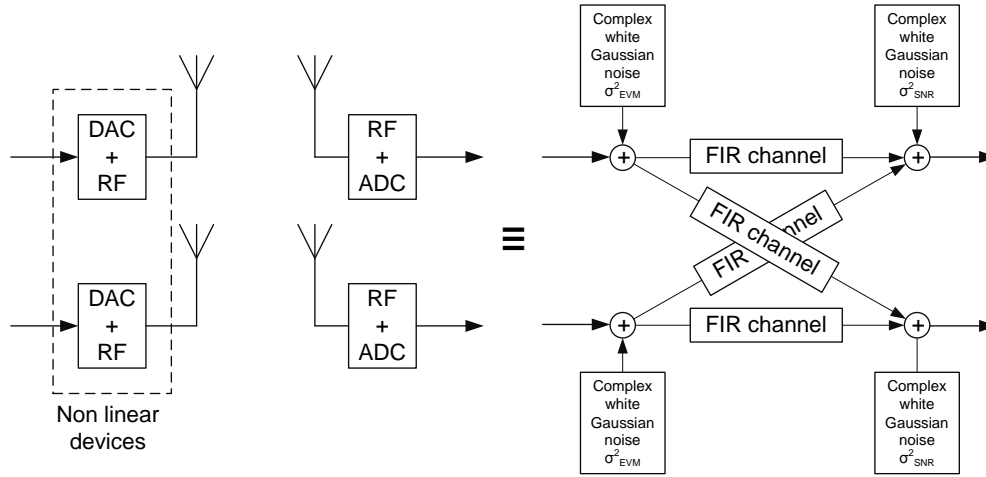 DAC
+
RF
RF
+
ADC
DAC
+
RF
RF
+
ADC
Non linear
devices
≡
Complex
white
Gaussian
noise
σ²EVM
Complex
white
Gaussian
noise
σ²SNR
+
FIR channel
+
FIR channel
FIR channel
+
FIR channel
+
Complex
white
Gaussian
noise
σ²EVM
Complex
white
Gaussian
noise
σ²SNR